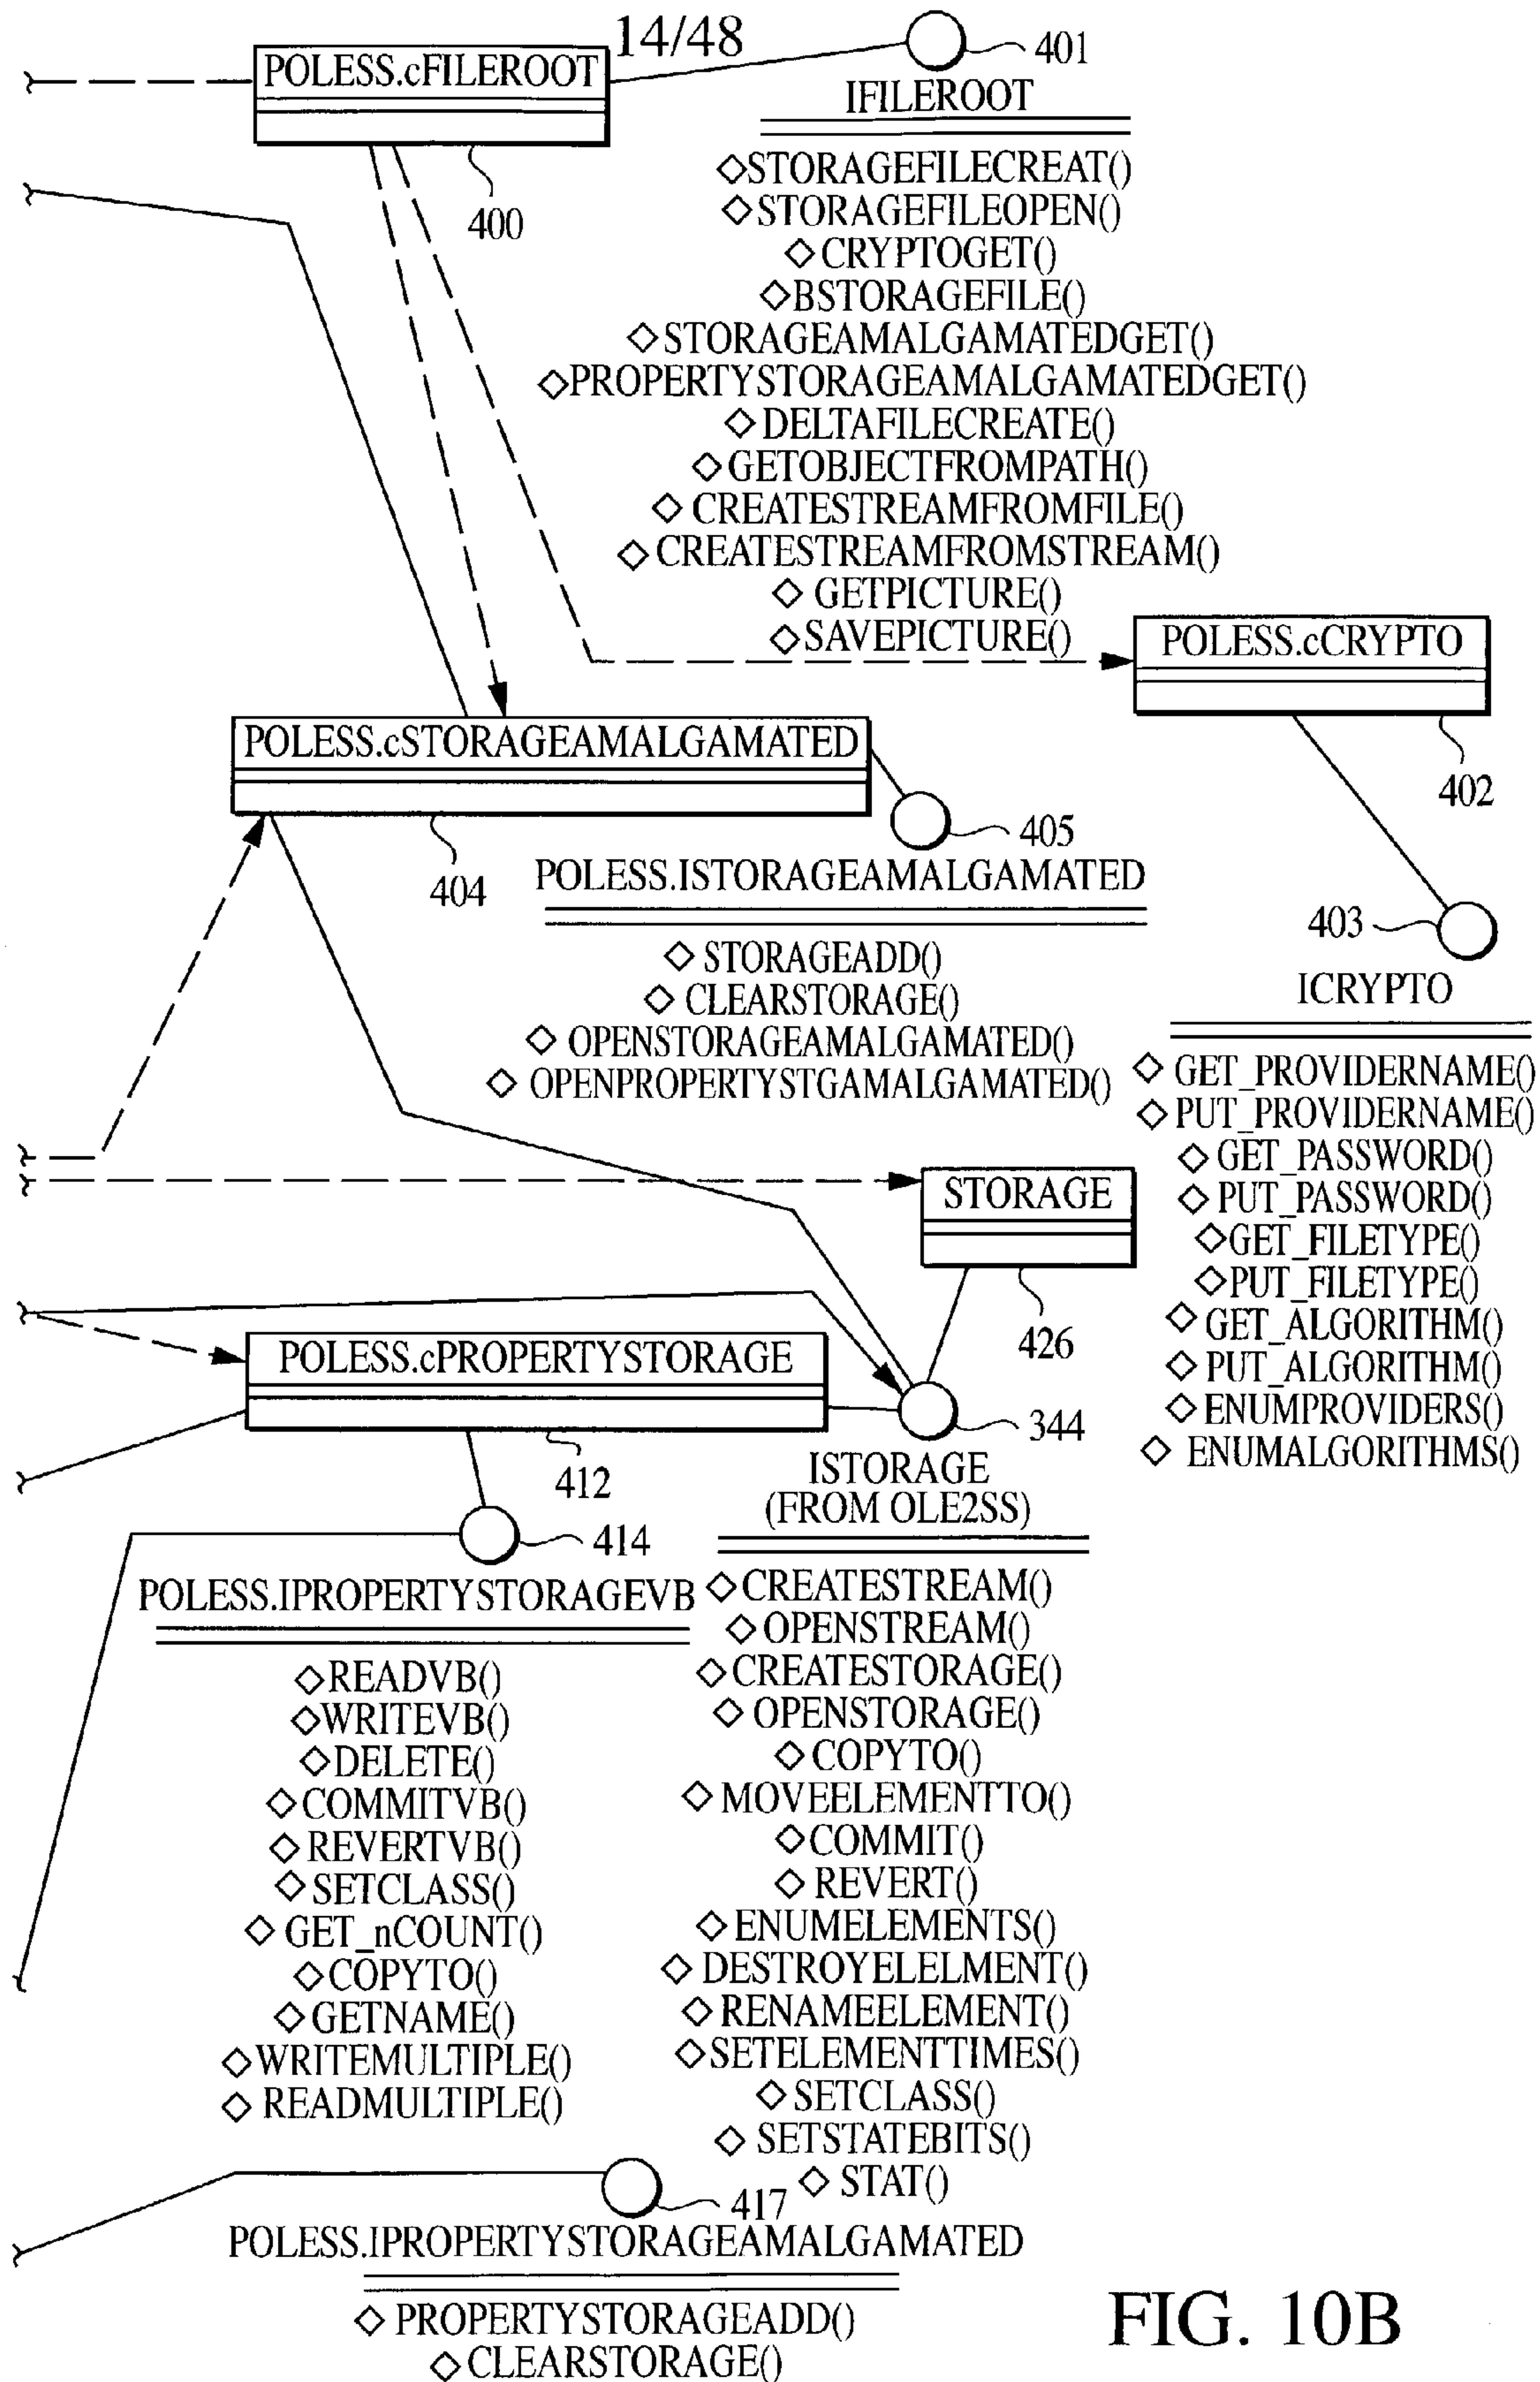 14/48
POLESS.cFILEROOT
400
401
IFILEROOT
◇STORAGEFILECREAT()
◇STORAGEFILEOPEN()
◇CRYPTOGET()
◇BSTORAGEFILE()
◇STORAGEAMALGAMATEDGET()
◇PROPERTYSTORAGEAMALGAMATEDGET()
◇DELTAFILECREATE()
◇GETOBJECTFROMPATH()
◇CREATESTREAMFROMFILE()
◇CREATESTREAMFROMSTREAM()
◇GETPICTURE()
◇SAVEPICTURE()
POLESS.cCRYPTO
402
403
ICRYPTO
◇GET_PROVIDERNAME()
◇PUT_PROVIDERNAME()
◇GET_PASSWORD()
◇PUT_PASSWORD()
◇GET_FILETYPE()
◇PUT_FILETYPE()
◇GET_ALGORITHM()
◇PUT_ALGORITHM()
◇ENUMPROVIDERS()
◇ENUMALGORITHMS()
POLESS.cSTORAGEAMALGAMATED
404
405
POLESS.ISTORAGEAMALGAMATED
◇STORAGEADD()
◇CLEARSTORAGE()
◇OPENSTORAGEAMALGAMATED()
◇OPENPROPERTYSTGAMALGAMATED()
STORAGE
426
POLESS.cPROPERTYSTORAGE
412
344
ISTORAGE
(FROM OLE2SS)
◇CREATESTREAM()
◇OPENSTREAM()
◇CREATESTORAGE()
◇OPENSTORAGE()
◇COPYTO()
◇MOVEELEMENTTO()
◇COMMIT()
◇REVERT()
◇ENUMELEMENTS()
◇DESTROYELELMENT()
◇RENAMEELEMENT()
◇SETELEMENTTIMES()
◇SETCLASS()
◇SETSTATEBITS()
◇STAT()
414
POLESS.IPROPERTYSTORAGEVB
◇READVB()
◇WRITEVB()
◇DELETE()
◇COMMITVB()
◇REVERTVB()
◇SETCLASS()
◇GET_nCOUNT()
◇COPYTO()
◇GETNAME()
◇WRITEMULTIPLE()
◇READMULTIPLE()
417
POLESS.IPROPERTYSTORAGEAMALGAMATED
◇PROPERTYSTORAGEADD()
◇CLEARSTORAGE()
FIG. 10B